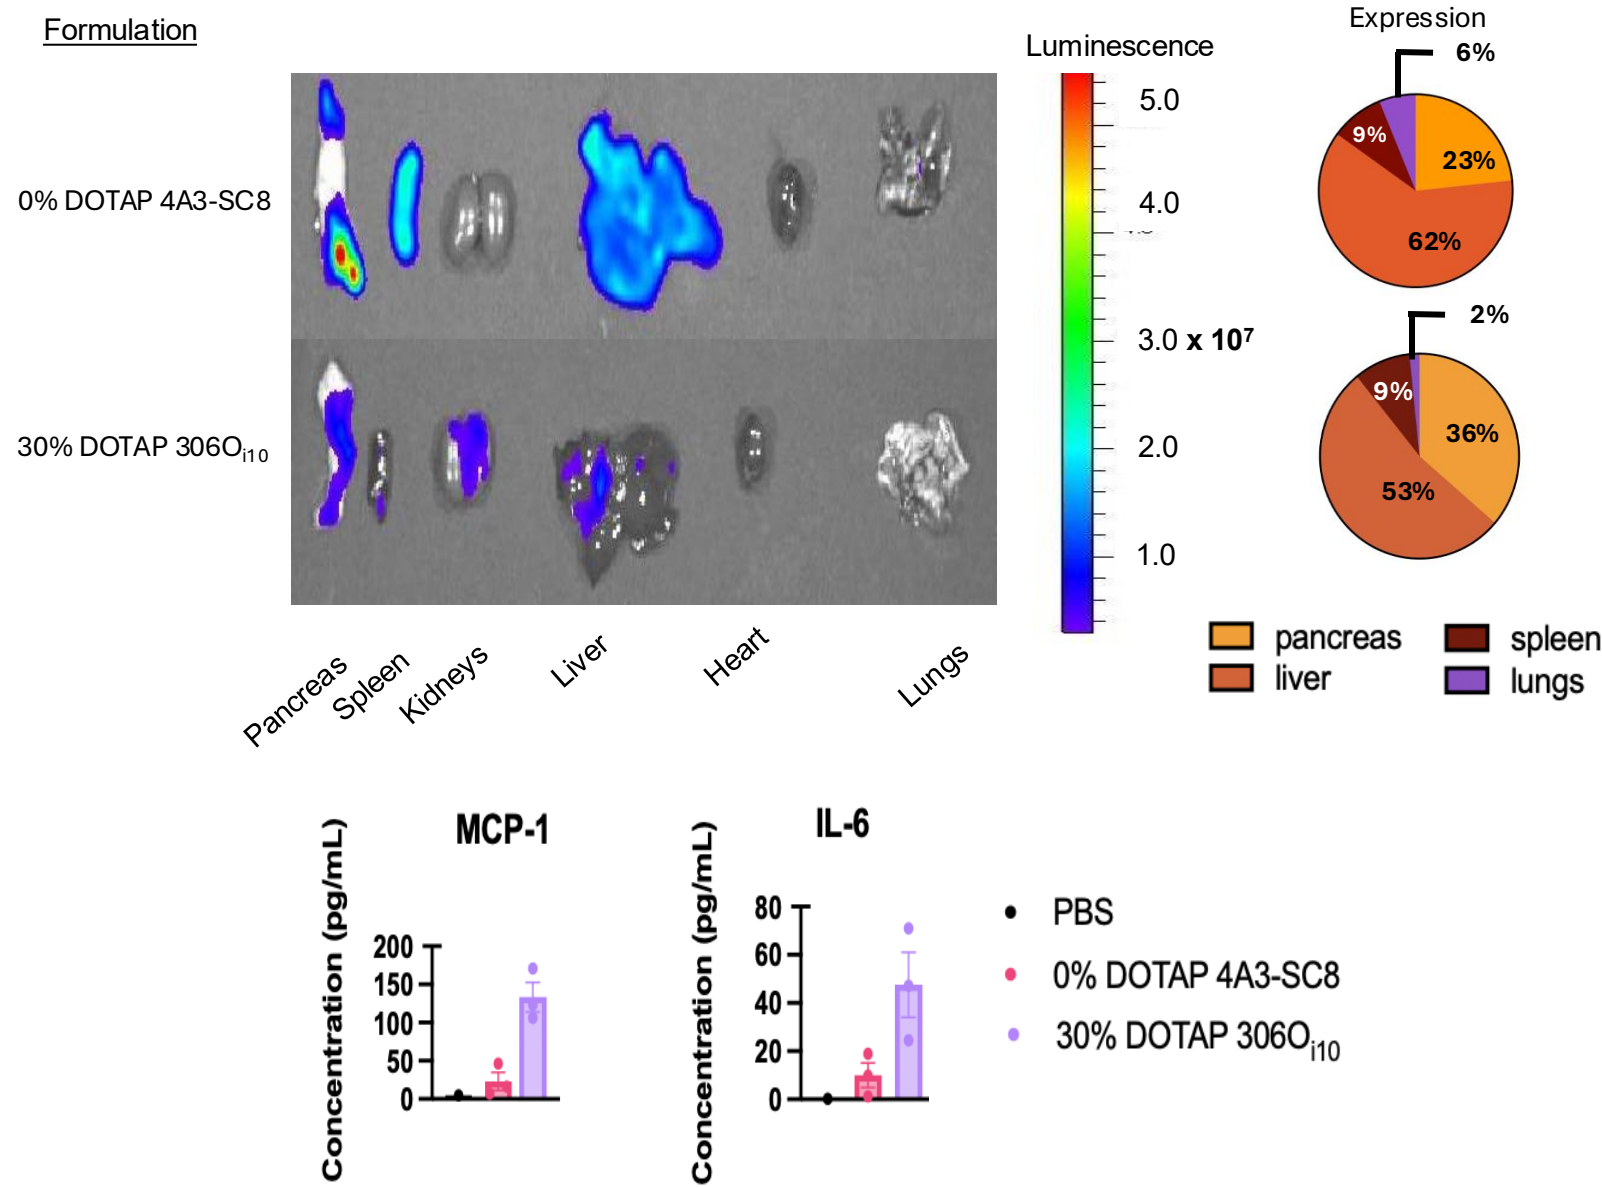 Formulation
Luminescence
Expression
0% DOTAP 4A3-SC8
30% DOTAP 306Oi10
5.0
4.0
3.0 x 10⁷
2.0
1.0
6%
9%
23%
62%
2%
9%
36%
53%
pancreas
spleen
liver
lungs
Pancreas
Spleen
Kidneys
Liver
Heart
Lungs
MCP-1
Concentration (pg/mL)
200
150
100
50
0
IL-6
Concentration (pg/mL)
80
60
40
20
0
PBS
0% DOTAP 4A3-SC8
30% DOTAP 306Oi10